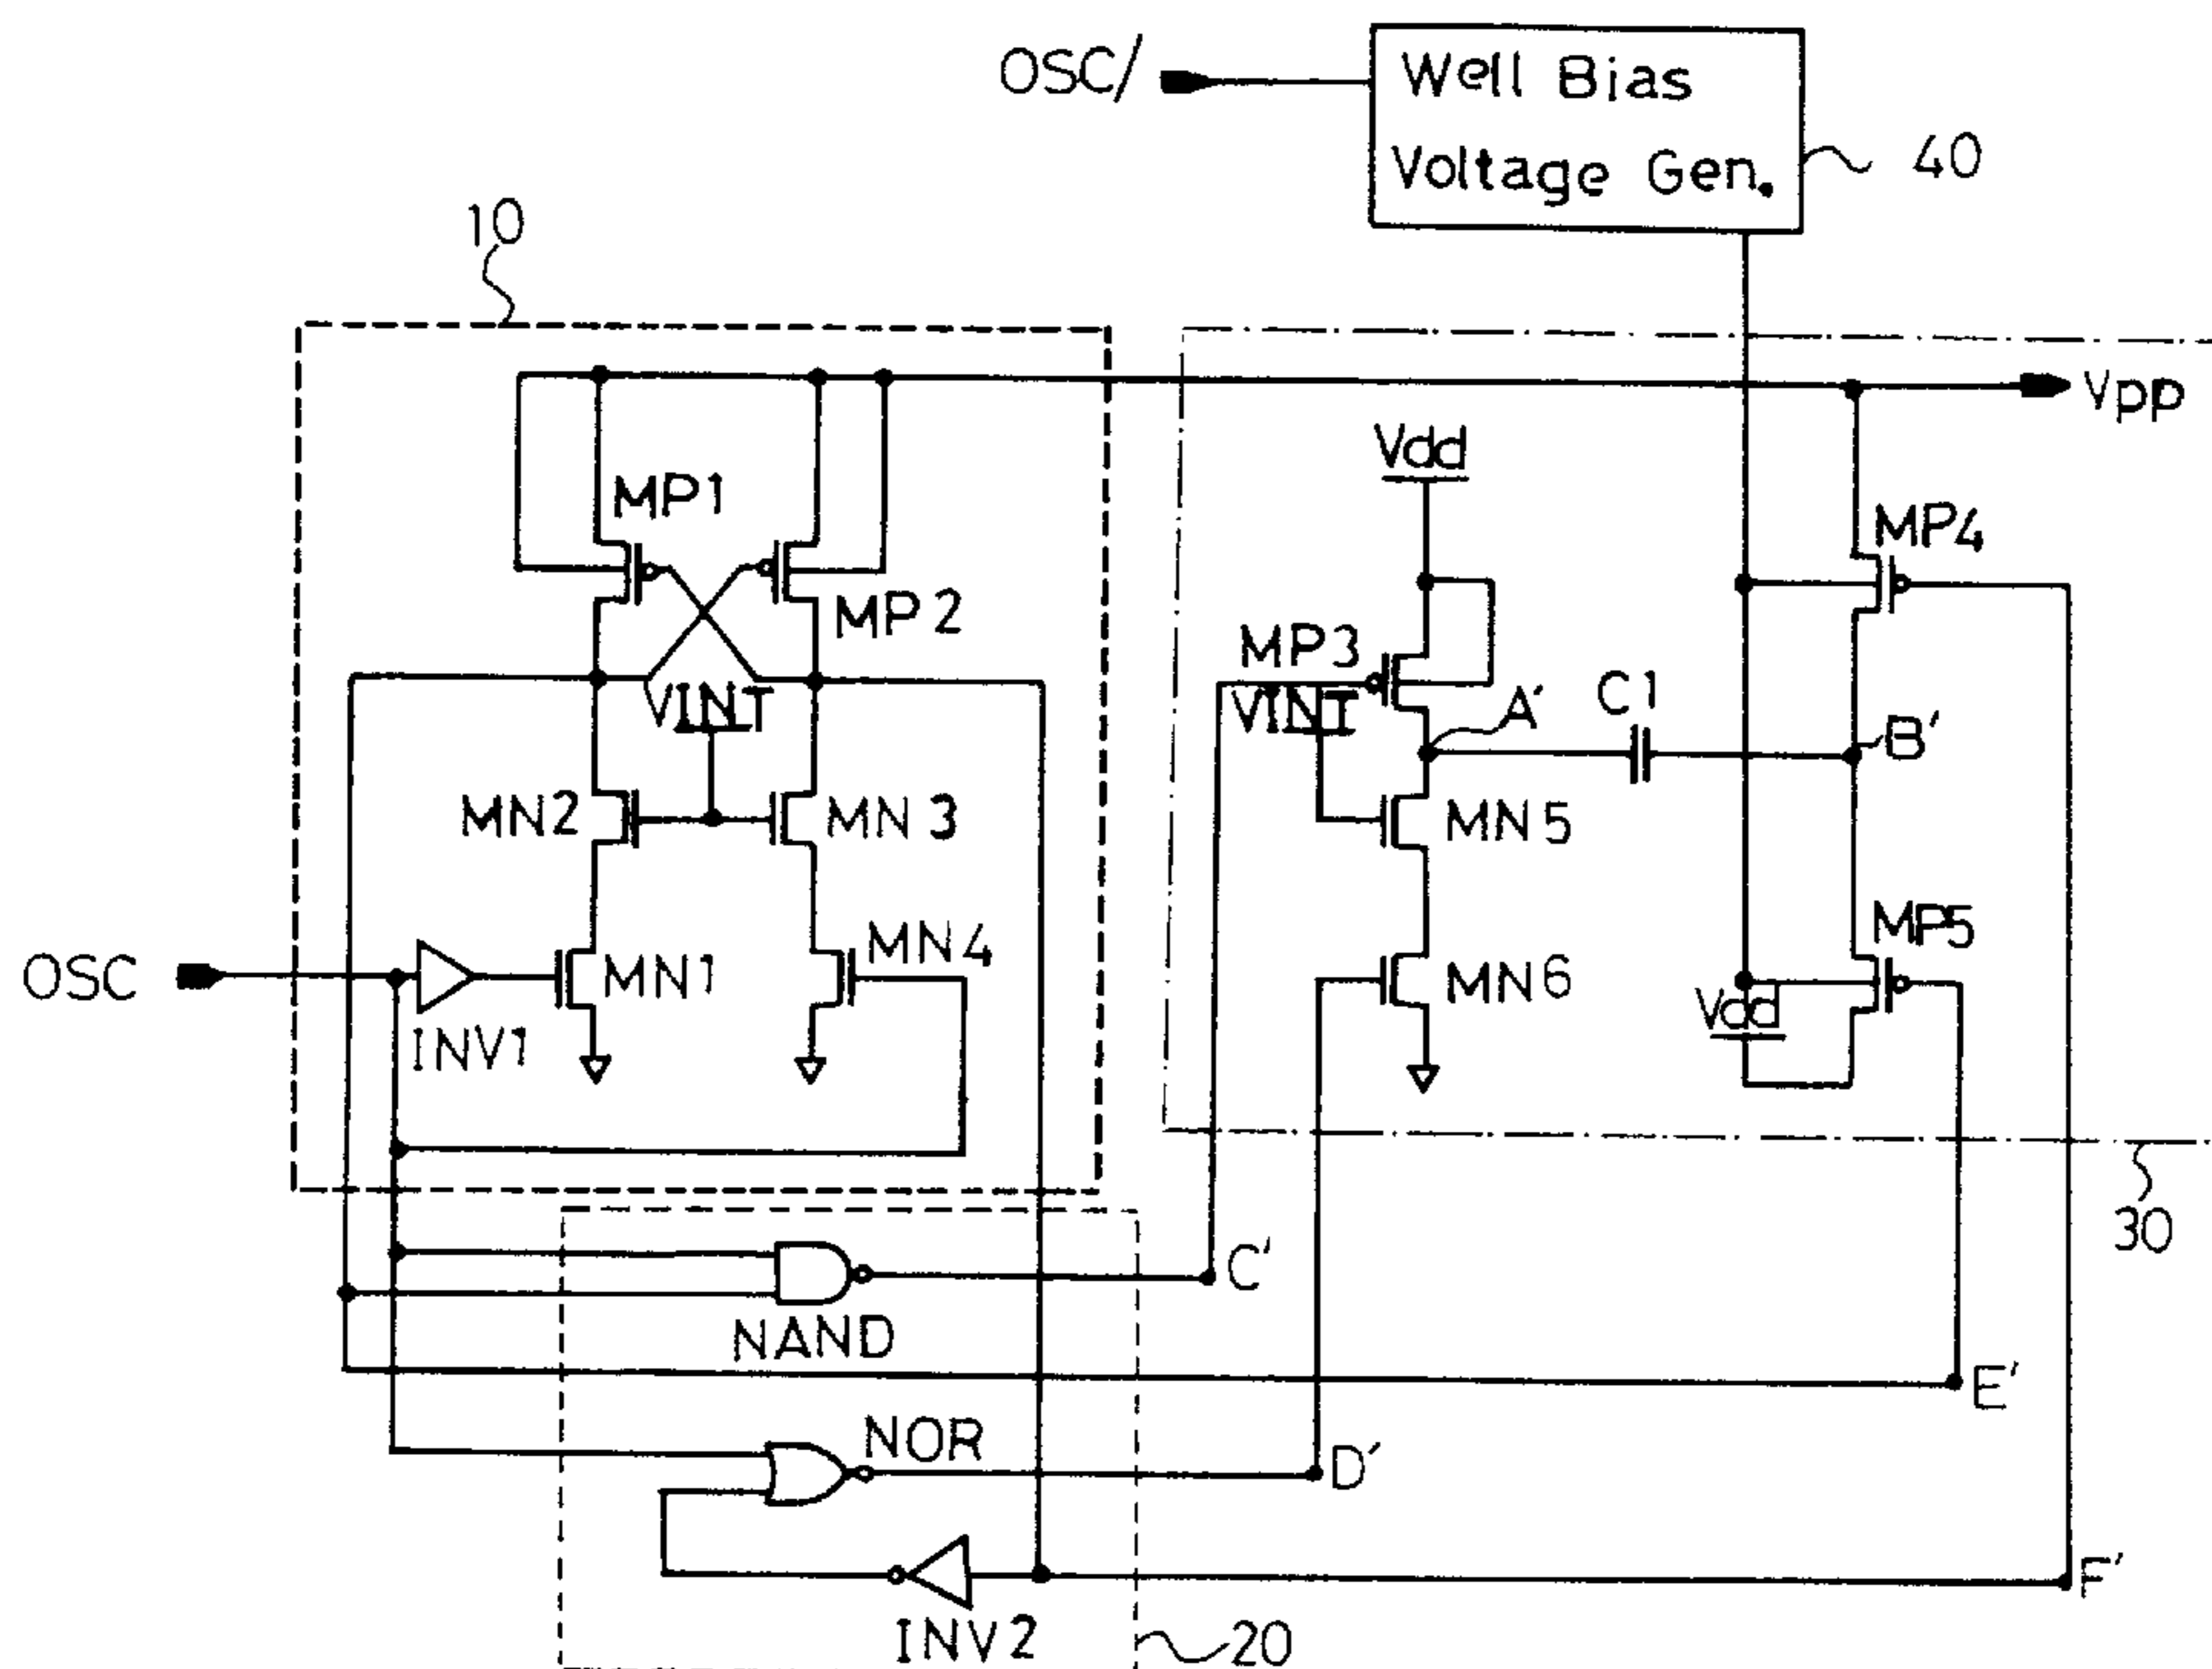 OSC/
Well Bias
Voltage Gen.
40
10
Vpp
Vdd
MP1
MP4
MP2
MP3
VINT
VINT
A'
C1
B'
MN2
MN3
MN5
MP5
OSC
INV1
MN1
MN4
MN6
Vdd
30
C'
NAND
E'
NOR
D'
F'
INV2
20